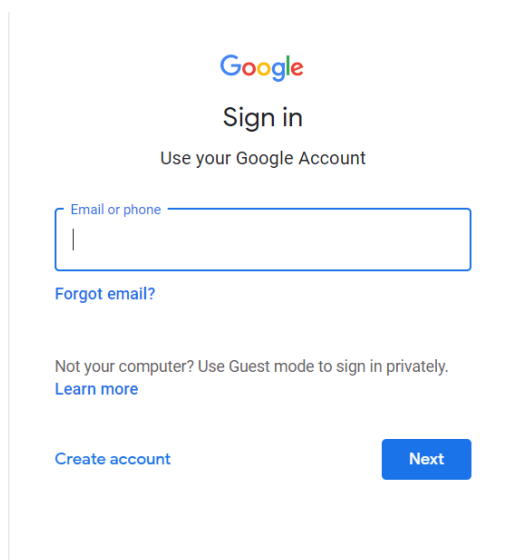 Google
Sign in
Use your Google Account
Email or phone
Forgot email?
Not your computer? Use Guest mode to sign in privately.
Learn more
Create account
Next